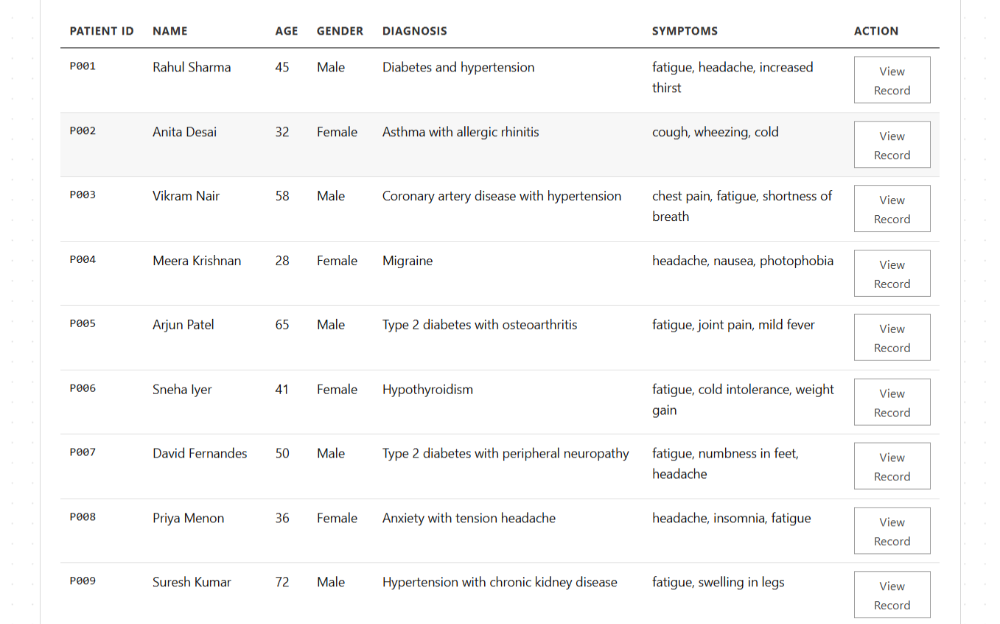 PATIENT ID NAME AGE GENDER DIAGNOSIS SYMPTOMS ACTION
P001 Rahul Sharma 45 Male Diabetes and hypertension fatigue, headache, increased thirst View Record
P002 Anita Desai 32 Female Asthma with allergic rhinitis cough, wheezing, cold View Record
P003 Vikram Nair 58 Male Coronary artery disease with hypertension chest pain, fatigue, shortness of breath View Record
P004 Meera Krishnan 28 Female Migraine headache, nausea, photophobia View Record
P005 Arjun Patel 65 Male Type 2 diabetes with osteoarthritis fatigue, joint pain, mild fever View Record
P006 Sneha Iyer 41 Female Hypothyroidism fatigue, cold intolerance, weight gain View Record
P007 David Fernandes 50 Male Type 2 diabetes with peripheral neuropathy fatigue, numbness in feet, headache View Record
P008 Priya Menon 36 Female Anxiety with tension headache headache, insomnia, fatigue View Record
P009 Suresh Kumar 72 Male Hypertension with chronic kidney disease fatigue, swelling in legs View Record